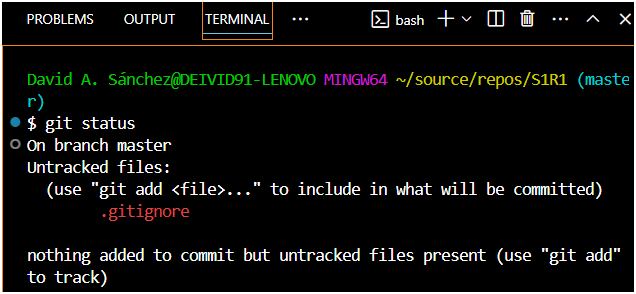 PROBLEMS OUTPUT TERMINAL ... bash
David A. Sánchez@DEIVID91-LENOVO MINGW64 ~/source/repos/S1R1 (maste
r)
$ git status
On branch master
Untracked files:
  (use "git add <file>..." to include in what will be committed)
        .gitignore

nothing added to commit but untracked files present (use "git add"
to track)